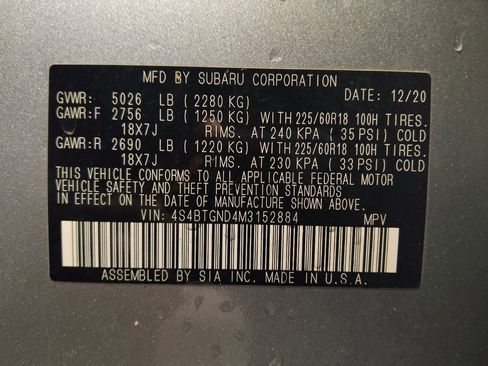 MFD BY SUBARU CORPORATION
GVWR: 5026 LB ( 2280 KG) DATE: 12/20
GAWR:F 2756 LB ( 1250 KG) WITH 225/60R18 100H TIRES.
18X7J RIMS. AT 240 KPA ( 35 PSI) COLD
GAWR:R 2690 LB ( 1220 KG) WITH 225/60R18 100H TIRES.
18X7J RIMS. AT 230 KPA ( 33 PSI) COLD
THIS VEHICLE CONFORMS TO ALL APPLICABLE FEDERAL MOTOR
VEHICLE SAFETY AND THEFT PREVENTION STANDARDS
IN EFFECT ON THE DATE OF MANUFACTURE SHOWN ABOVE.
VIN: 4S4BTGND4M3152884 MPV
ASSEMBLED BY SIA INC. MADE IN U.S.A.